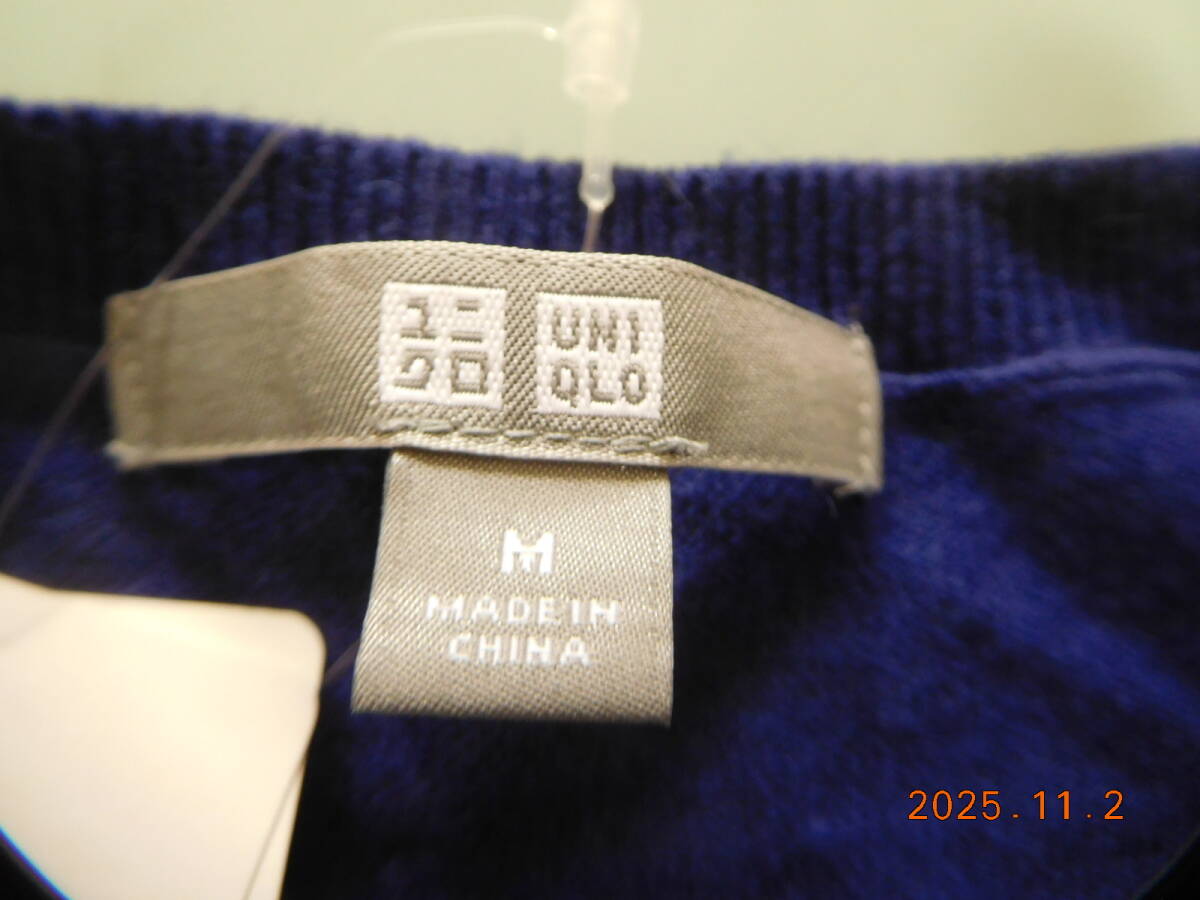 ユニ
クロ
UNI
QLO
M
MADE IN
CHINA
2025.11.2